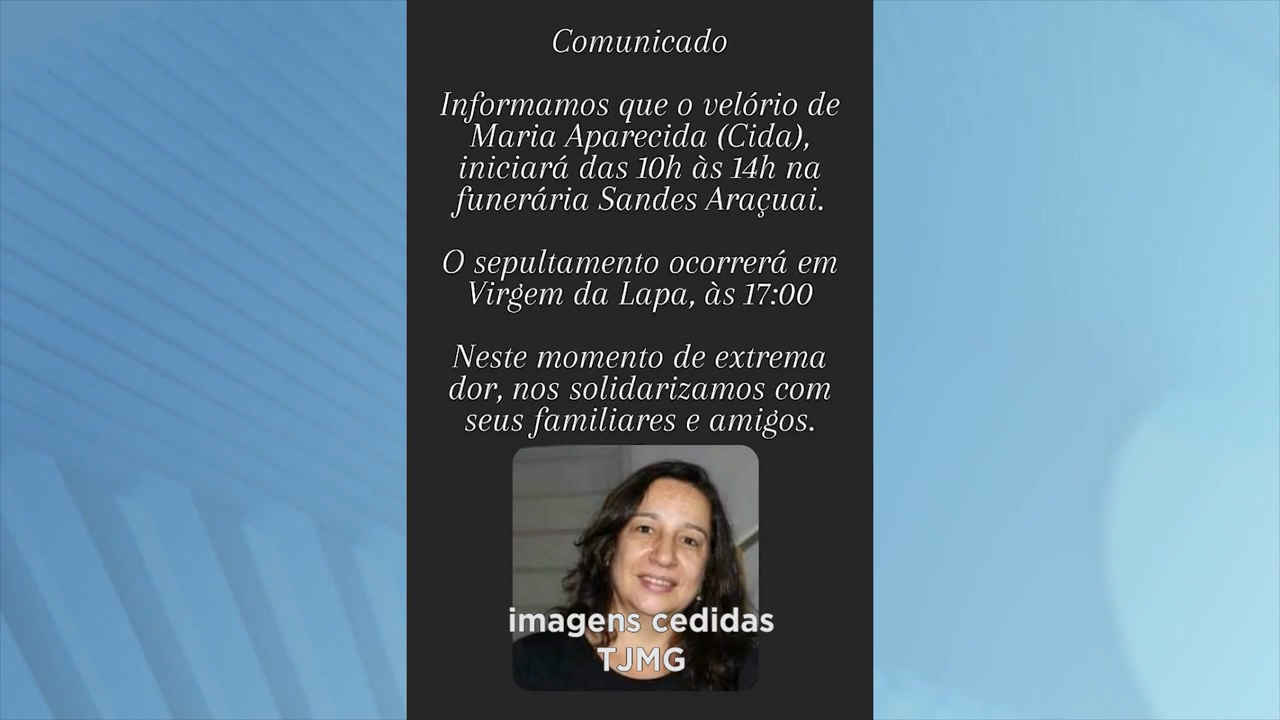 Comunicado
Informamos que o velório de
Maria Aparecida (Cida),
iniciará das 10h às 14h na
funerária Sandes Araçuai.
O sepultamento ocorrerá em
Virgem da Lapa, às 17:00
Neste momento de extrema
dor, nos solidarizamos com
seus familiares e amigos.
imagens cedidas
TJMG